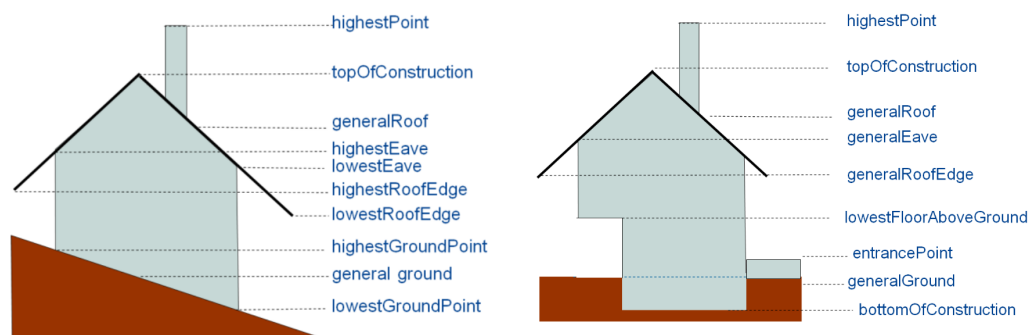 highestPoint
topOfConstruction
generalRoof
highestEave
lowestEave
highestRoofEdge
lowestRoofEdge
highestGroundPoint
general ground
lowestGroundPoint
highestPoint
topOfConstruction
generalRoof
generalEave
generalRoofEdge
lowestFloorAboveGround
entrancePoint
generalGround
bottomOfConstruction